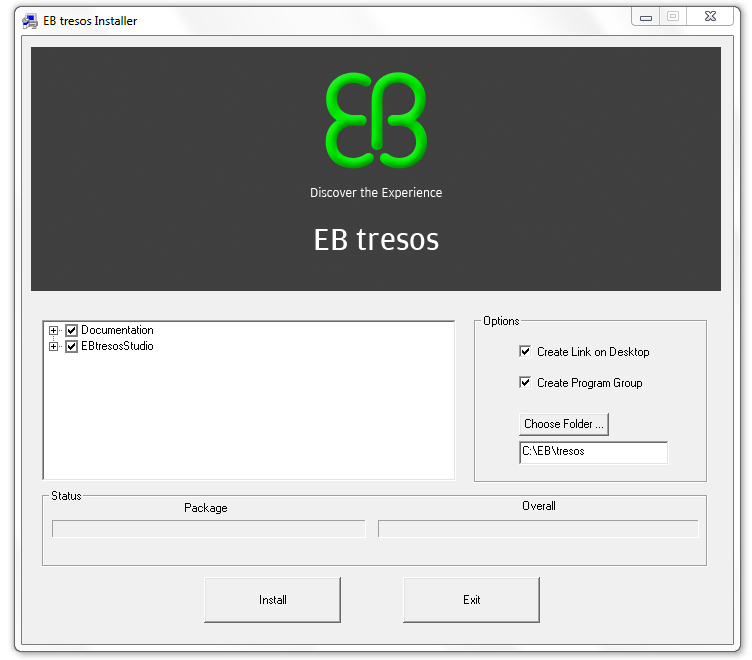 EB tresos Installer
EB
Discover the Experience
EB tresos
Documentation
EBtresosStudio
Options
Create Link on Desktop
Create Program Group
Choose Folder ...
C:\EB\tresos
Status
Package
Overall
Install
Exit